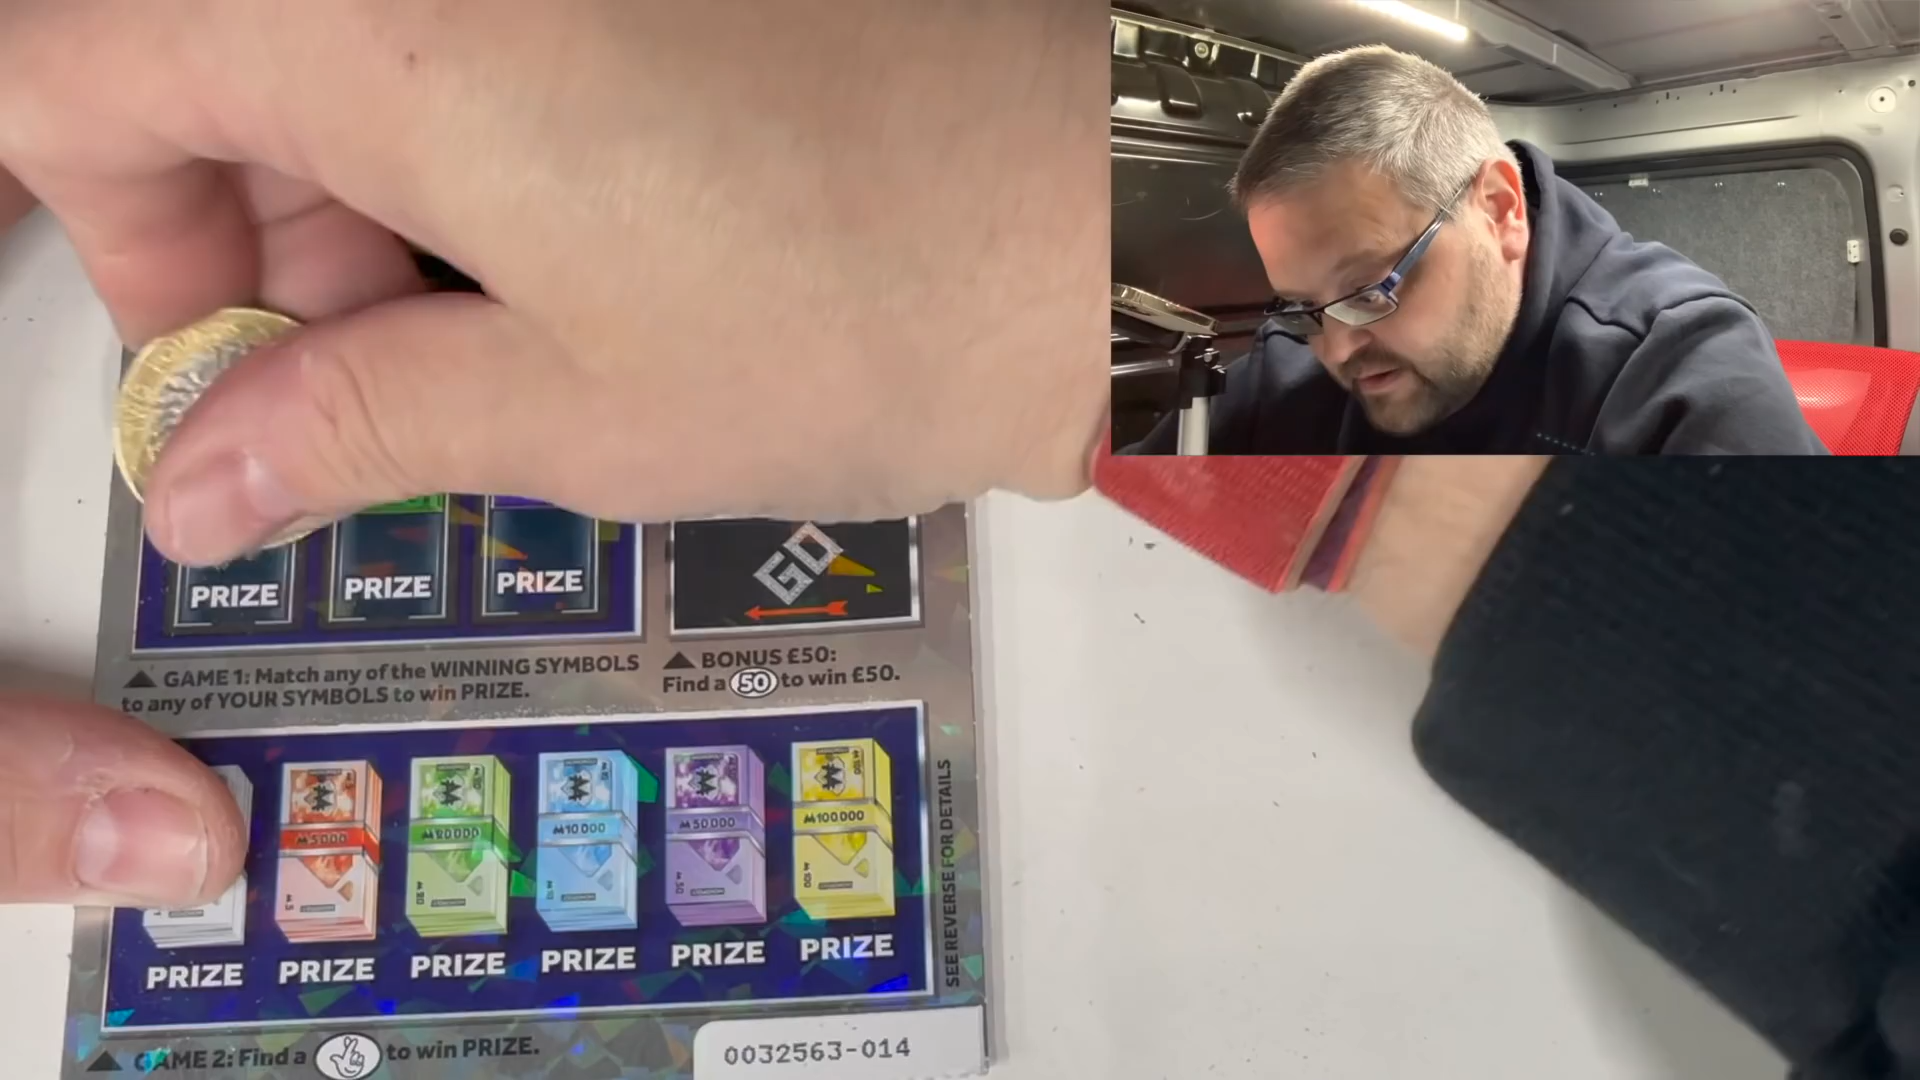 PRIZE PRIZE PRIZE
GO
GAME 1: Match any of the WINNING SYMBOLS
to any of YOUR SYMBOLS to win PRIZE.
BONUS £50:
Find a 50 to win £50.
M5000 M20000 M10000 M50000 M100000
PRIZE PRIZE PRIZE PRIZE PRIZE PRIZE
SEE REVERSE FOR DETAILS
GAME 2: Find a to win PRIZE.
0032563-014